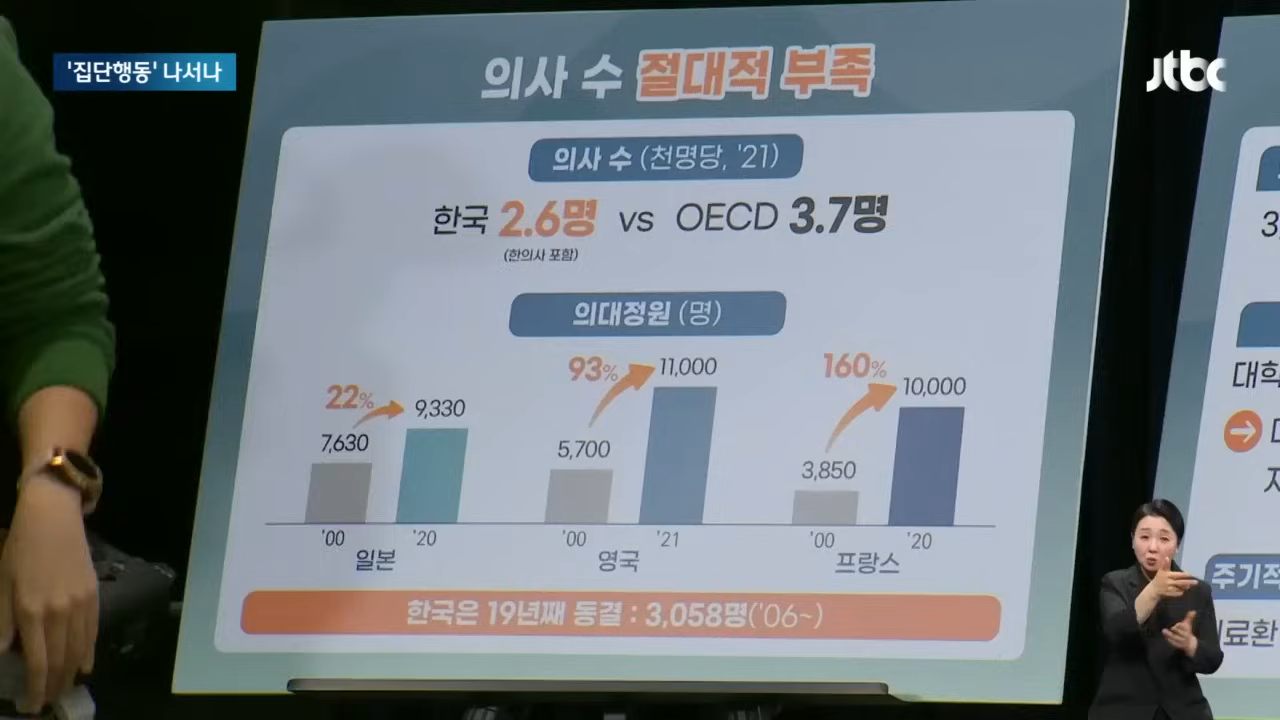 '집단행동' 나서나
jtbc
의사 수 절대적 부족
의사 수 (천명당, '21)
한국 2.6명 vs OECD 3.7명
(한의사 포함)
의대정원 (명)
22%
7,630
9,330
'00
'20
일본
93%
5,700
11,000
'00
'21
영국
160%
3,850
10,000
'00
'20
프랑스
한국은 19년째 동결 : 3,058명('06~)
3
대학
주기적
의료환